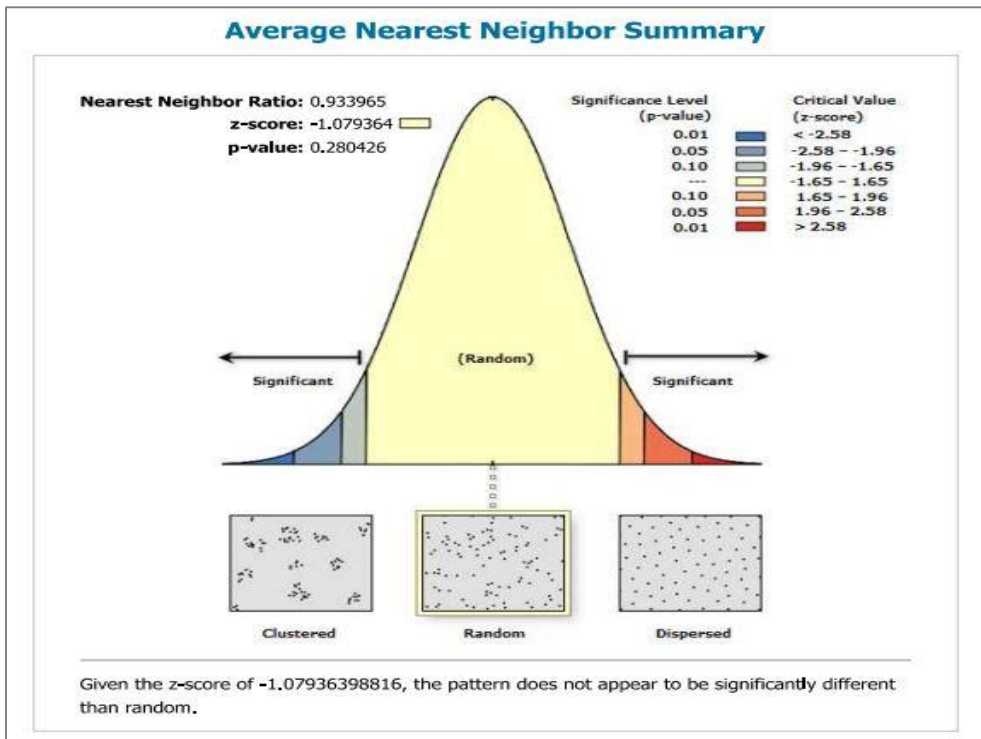 Average Nearest Neighbor Summary
Nearest Neighbor Ratio: 0.933965
z-score: -1.079364
p-value: 0.280426
Significance Level Critical Value
(p-value) (z-score)
0.01 < -2.58
0.05 -2.58 - -1.96
0.10 -1.96 - -1.65
--- -1.65 - 1.65
0.10 1.65 - 1.96
0.05 1.96 - 2.58
0.01 > 2.58
(Random)
Significant Significant
Clustered Random Dispersed
Given the z-score of -1.07936398816, the pattern does not appear to be significantly different
than random.